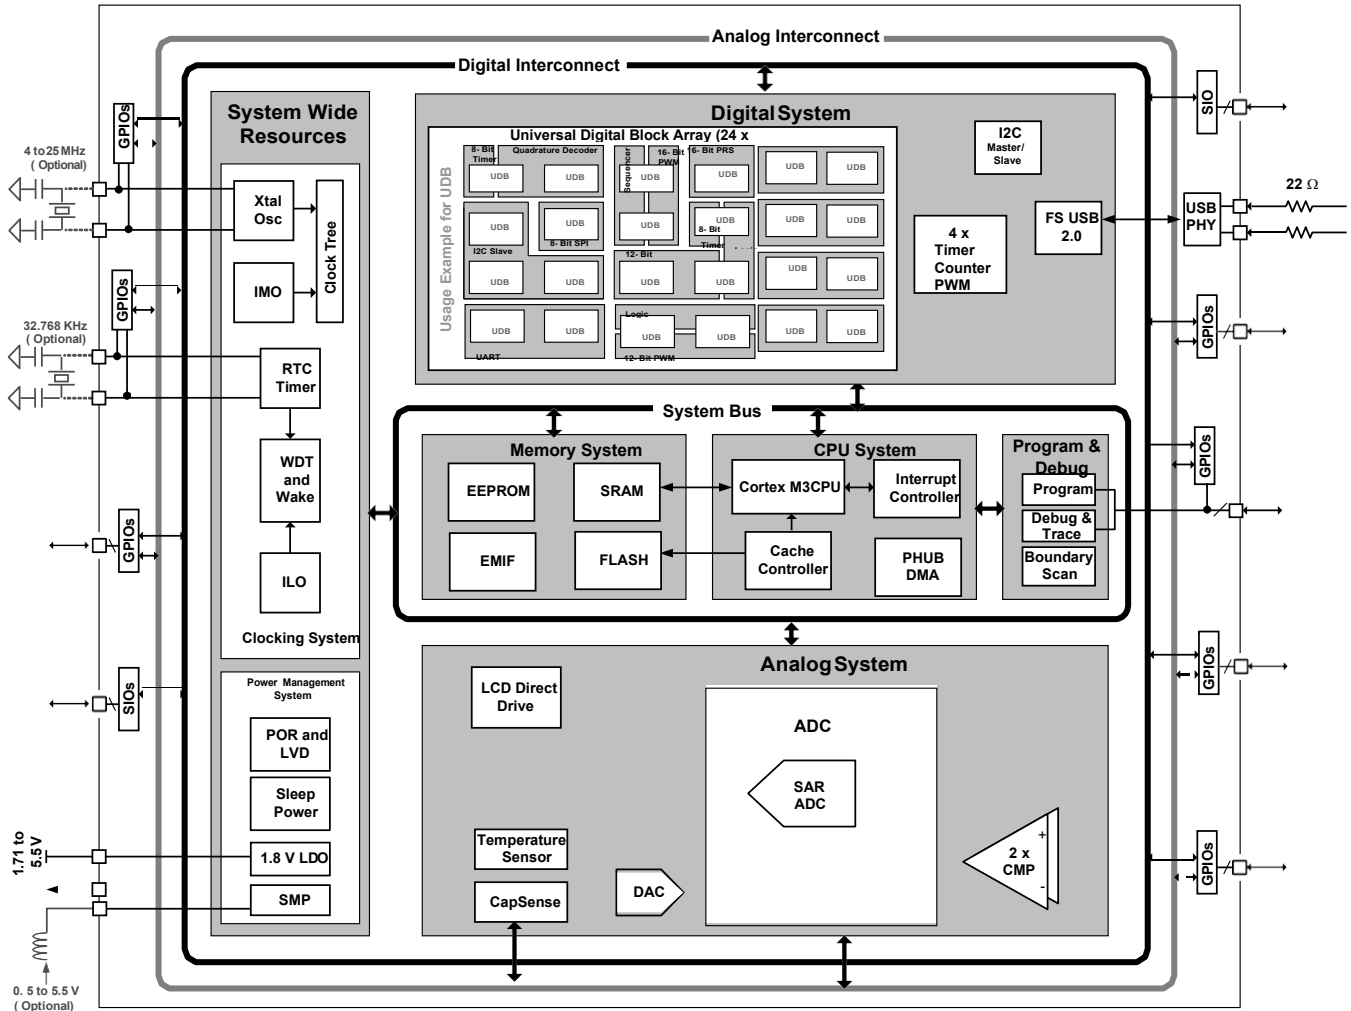 Analog Interconnect
Digital Interconnect
System Wide
Resources
Digital System
Universal Digital Block Array (24 x
8- Bit
Timer
Quadrature Decoder
Sequencer
16- Bit
PWM
16- Bit PRS
UDB
UDB
UDB
UDB
UDB
UDB
I2C Slave
8- Bit SPI
8- Bit
Timer
12- Bit
UDB
UDB
UDB
UDB
UDB
UDB
UDB
UDB
UDB
UDB
UDB
UDB
Logic
UDB
UDB
UDB
UDB
UDB
UDB
UART
12- Bit PWM
Usage Example for UDB
I2C
Master/
Slave
4 x
Timer
Counter
PWM
FS USB
2.0
USB
PHY
22 Ω
SIO
GPIOs
GPIOs
GPIOs
GPIOs
GPIOs
4 to 25 MHz
( Optional)
GPIOs
Xtal
Osc
IMO
Clock Tree
32.768 KHz
( Optional)
GPIOs
RTC
Timer
WDT
and
Wake
ILO
Clocking System
GPIOs
SIOs
Power Management
System
POR and
LVD
Sleep
Power
1.8 V LDO
SMP
1.71 to
5.5 V
0. 5 to 5.5 V
( Optional)
System Bus
Memory System
EEPROM
SRAM
EMIF
FLASH
CPU System
Cortex M3CPU
Interrupt
Controller
Cache
Controller
PHUB
DMA
Program &
Debug
Program
Debug &
Trace
Boundary
Scan
Analog System
LCD Direct
Drive
ADC
SAR
ADC
Temperature
Sensor
CapSense
DAC
+
2 x
CMP
-